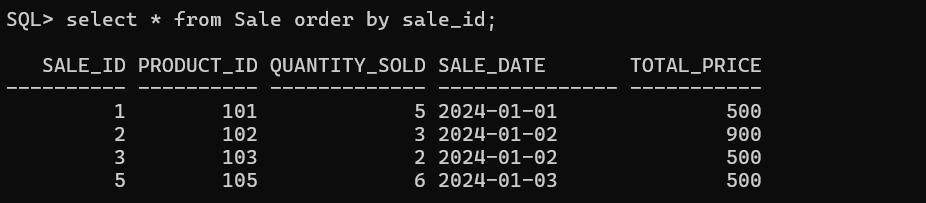 SQL> select * from Sale order by sale_id;
SALE_ID PRODUCT_ID QUANTITY_SOLD SALE_DATE TOTAL_PRICE
---------- ---------- ------------- --------------- -----------
1 101 5 2024-01-01 500
2 102 3 2024-01-02 900
3 103 2 2024-01-02 500
5 105 6 2024-01-03 500